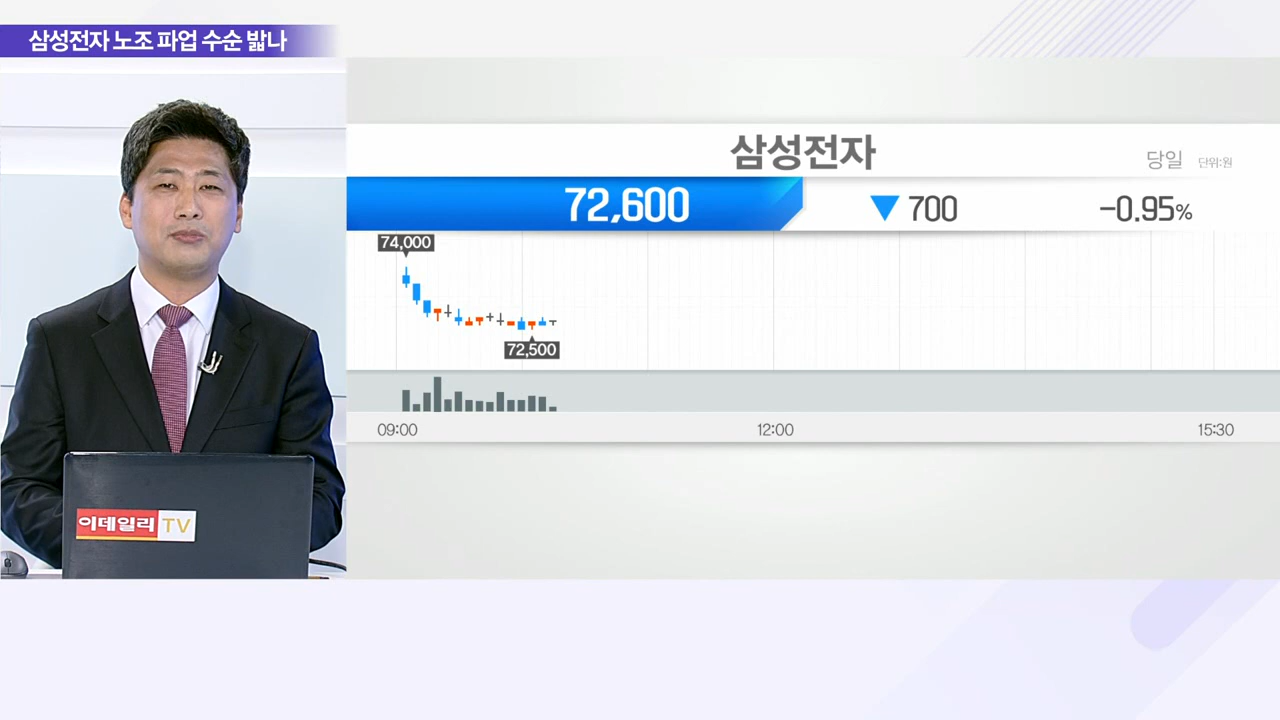 삼성전자 노조 파업 수순 밟나
삼성전자
당일 단위:원
72,600 ▼ 700 -0.95%
74,000
72,500
09:00 12:00 15:30
이데일리 TV